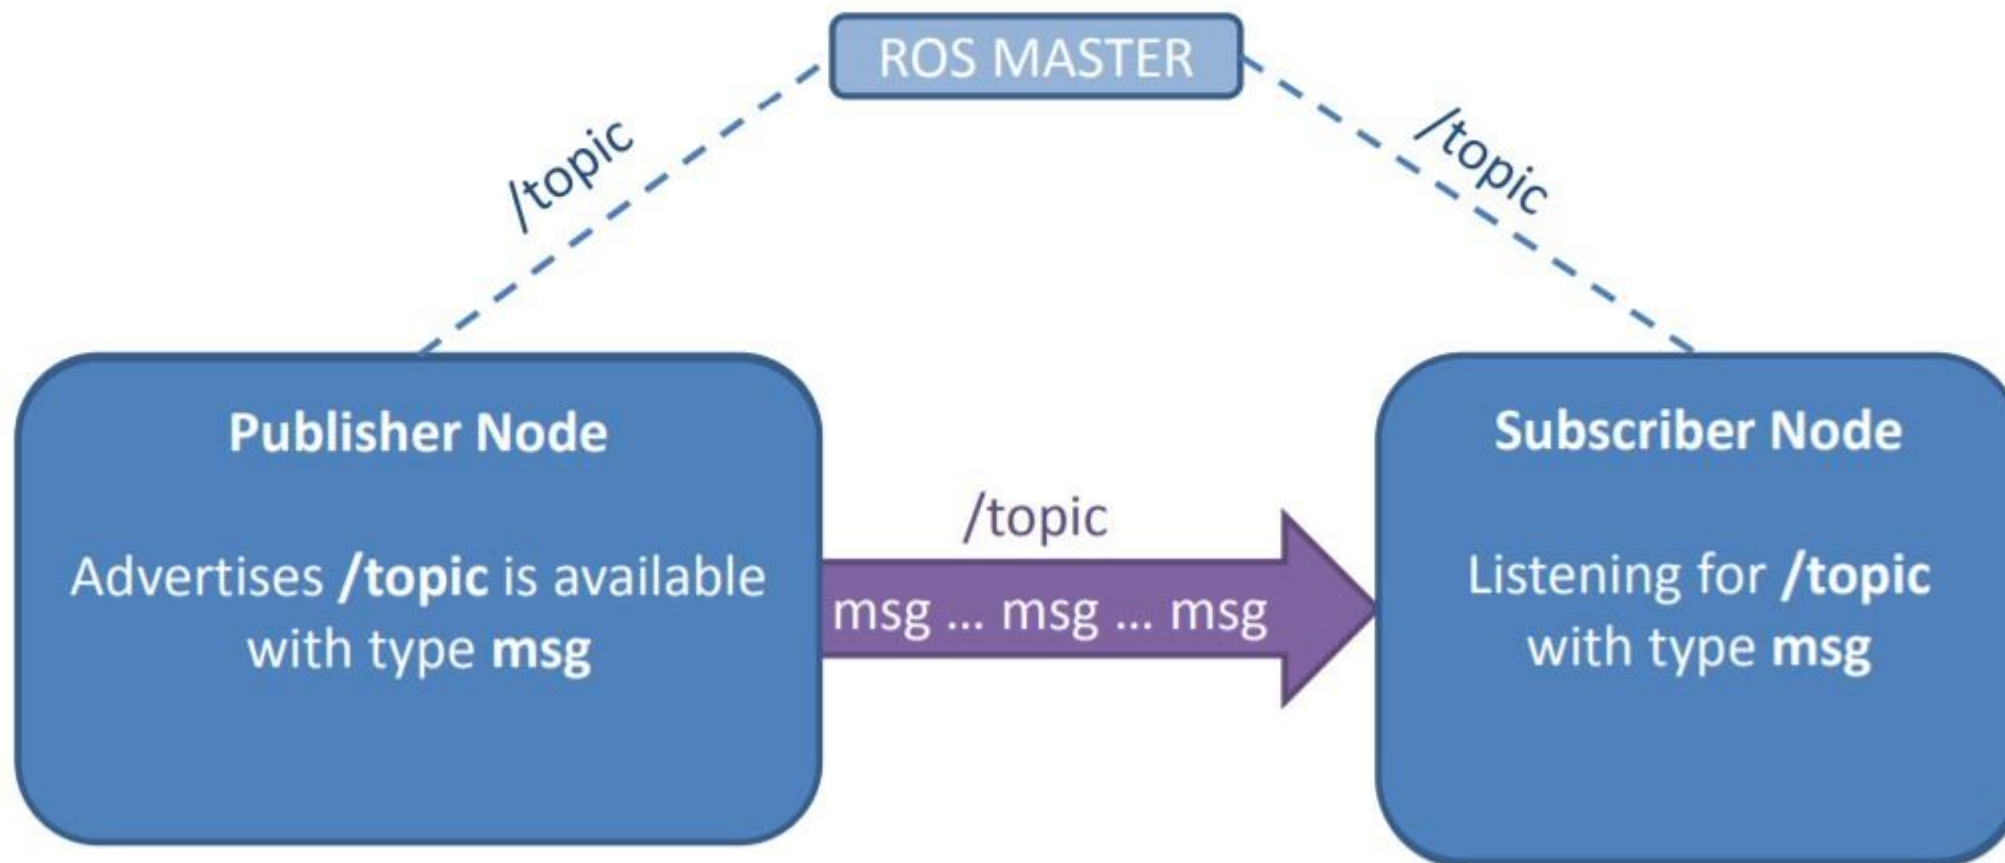 ROS MASTER
/topic
/topic
Publisher Node
Advertises /topic is available
with type msg
/topic
msg ... msg ... msg
Subscriber Node
Listening for /topic
with type msg